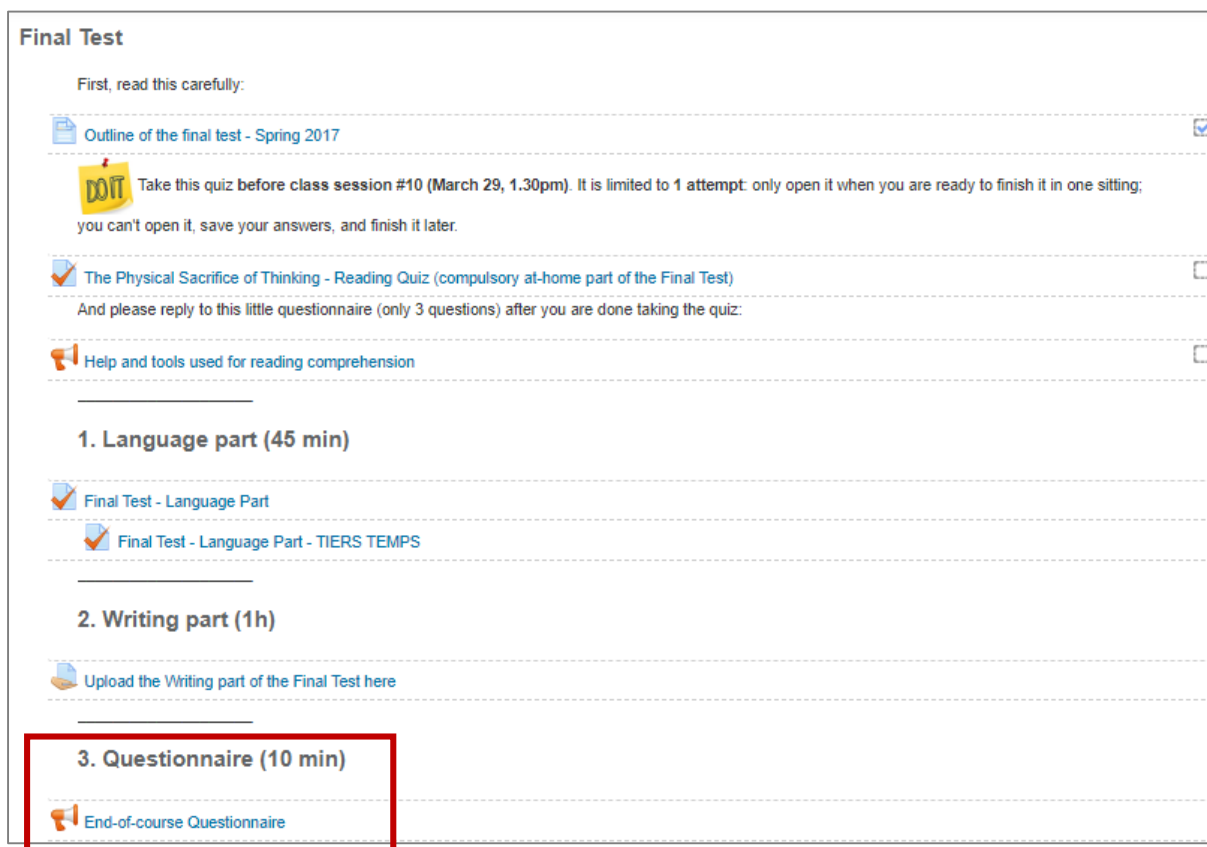 Final Test
First, read this carefully:
Outline of the final test - Spring 2017
DO IT Take this quiz before class session #10 (March 29, 1.30pm). It is limited to 1 attempt: only open it when you are ready to finish it in one sitting;
you can't open it, save your answers, and finish it later.
The Physical Sacrifice of Thinking - Reading Quiz (compulsory at-home part of the Final Test)
And please reply to this little questionnaire (only 3 questions) after you are done taking the quiz:
Help and tools used for reading comprehension
1. Language part (45 min)
Final Test - Language Part
Final Test - Language Part - TIERS TEMPS
2. Writing part (1h)
Upload the Writing part of the Final Test here
3. Questionnaire (10 min)
End-of-course Questionnaire